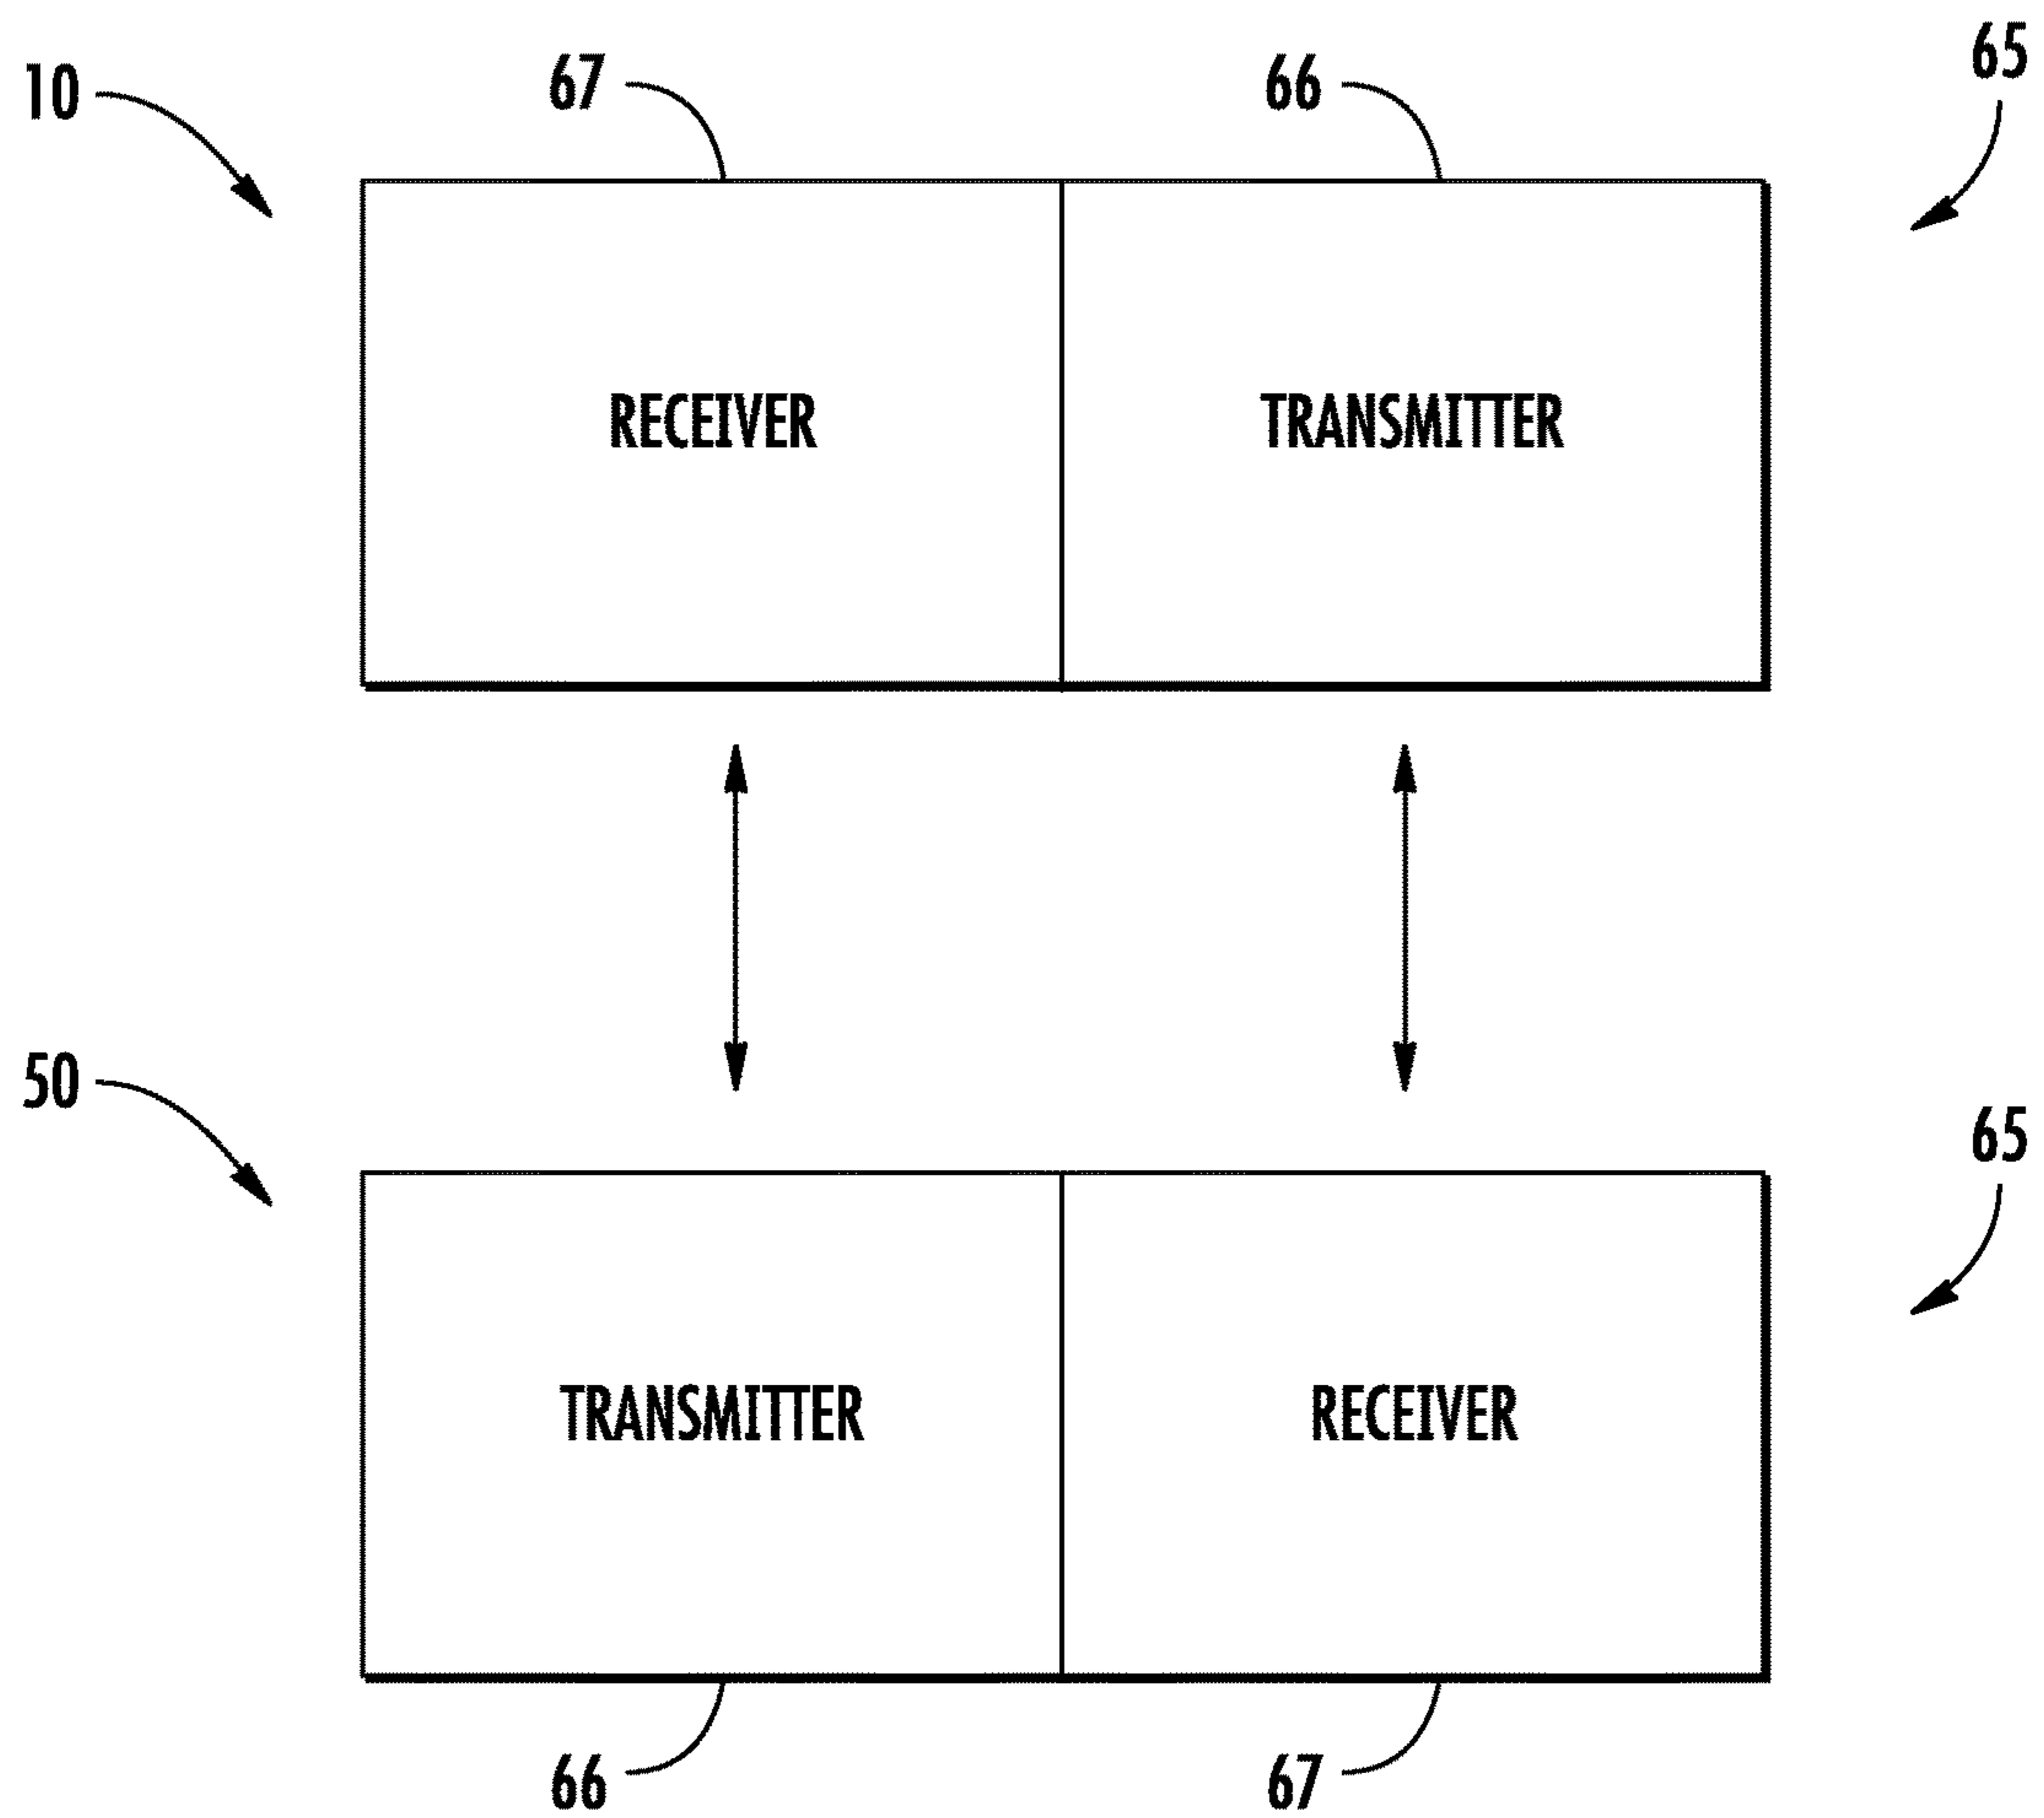 10 67 66 65
RECEIVER TRANSMITTER
50 65
TRANSMITTER RECEIVER
66 67